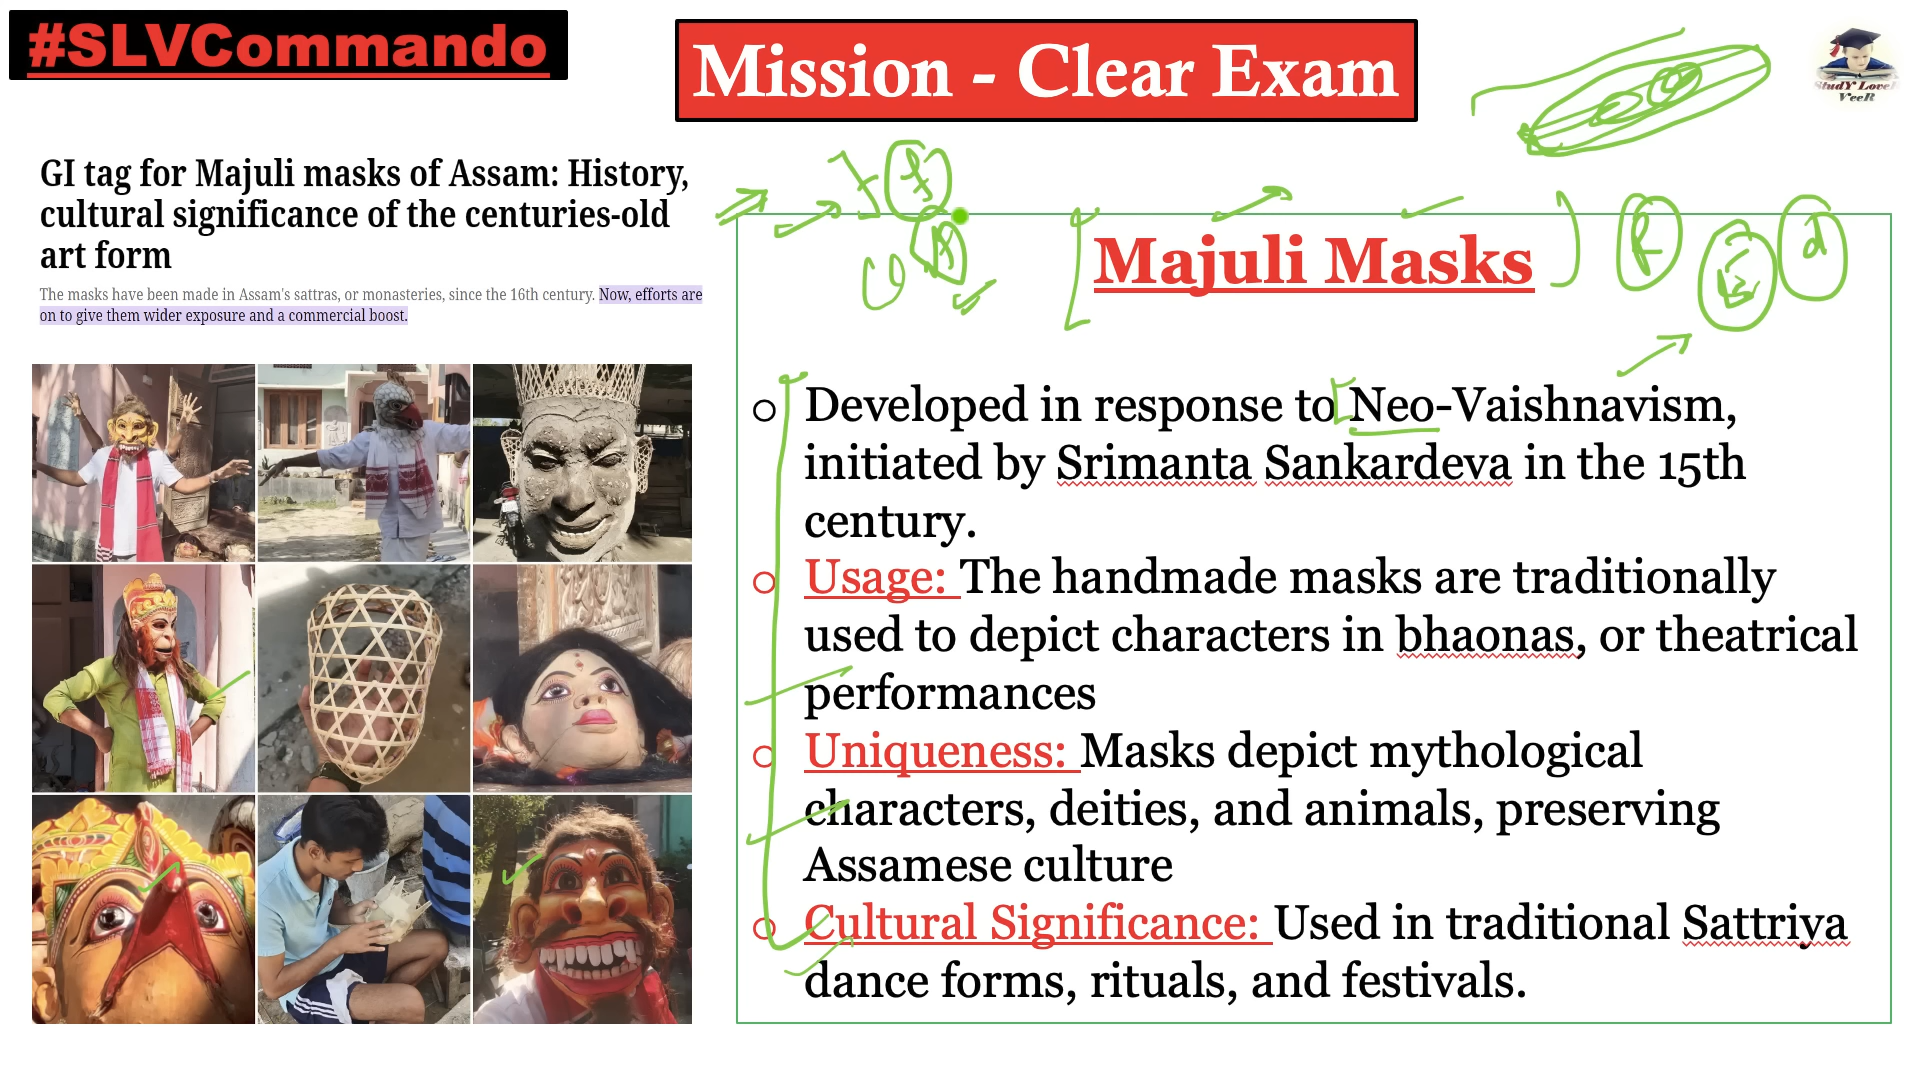 #SLVCommando
Mission - Clear Exam
StudY LoveR
VeeR
GI tag for Majuli masks of Assam: History,
cultural significance of the centuries-old
art form
The masks have been made in Assam's sattras, or monasteries, since the 16th century. Now, efforts are
on to give them wider exposure and a commercial boost.
Majuli Masks
Developed in response to Neo-Vaishnavism,
initiated by Srimanta Sankardeva in the 15th
century.
Usage: The handmade masks are traditionally
used to depict characters in bhaonas, or theatrical
performances
Uniqueness: Masks depict mythological
characters, deities, and animals, preserving
Assamese culture
Cultural Significance: Used in traditional Sattriya
dance forms, rituals, and festivals.